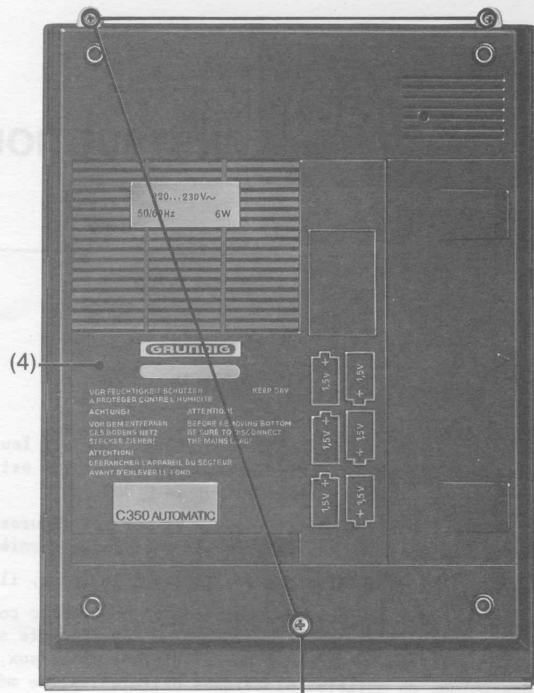 220...230V~
50/60Hz 6W
(4)
GRUNDIG
VOR FEUCHTIGKEIT SCHÜTZEN KEEP DRY
A PROTÉGER CONTRE L'HUMIDITÉ
ACHTUNG! ATTENTION!
VOR DEM ENTFERNEN BEFORE REMOVING BOTTOM
DES BODENS NETZ BE SURE TO DISCONNECT
STECKER ZIEHEN! THE MAINS LEAD!
ATTENTION!
DEBRANCHER L'APPAREIL DU SECTEUR
AVANT D'ENLEVER LE FOND
C350 AUTOMATIC
1,5V + 1,5V +
1,5V + 1,5V +
1,5V + 1,5V +